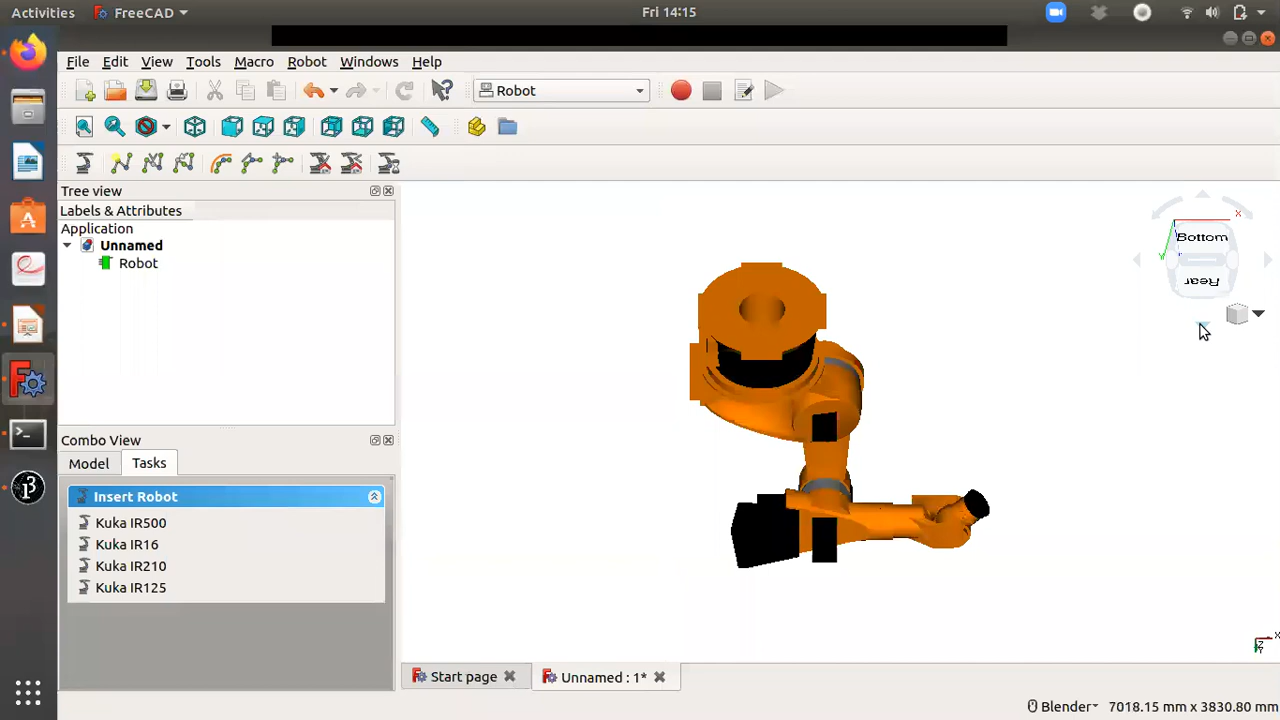 Activities
FreeCAD
Fri 14:15
File Edit View Tools Macro Robot Windows Help
Robot
Tree view
Labels & Attributes
Application
Unnamed
Robot
Bottom
Rear
X
Y
Combo View
Model Tasks
Insert Robot
Kuka IR500
Kuka IR16
Kuka IR210
Kuka IR125
Start page
Unnamed : 1*
Blender
7018.15 mm x 3830.80 mm